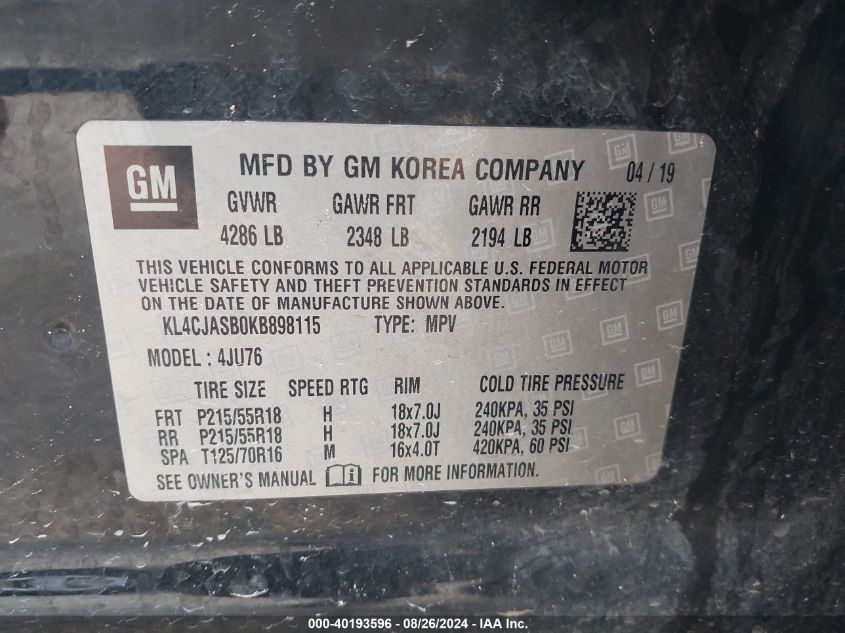 GM
MFD BY GM KOREA COMPANY 04 / 19
GVWR GAWR FRT GAWR RR
4286 LB 2348 LB 2194 LB
THIS VEHICLE CONFORMS TO ALL APPLICABLE U.S. FEDERAL MOTOR
VEHICLE SAFETY AND THEFT PREVENTION STANDARDS IN EFFECT
ON THE DATE OF MANUFACTURE SHOWN ABOVE.
KL4CJASB0KB898115 TYPE: MPV
MODEL : 4JU76
TIRE SIZE SPEED RTG RIM COLD TIRE PRESSURE
FRT P215/55R18 H 18x7.0J 240KPA, 35 PSI
RR P215/55R18 H 18x7.0J 240KPA, 35 PSI
SPA T125/70R16 M 16x4.0T 420KPA, 60 PSI
SEE OWNER'S MANUAL FOR MORE INFORMATION.
000-40193596 - 08/26/2024 - IAAI.com